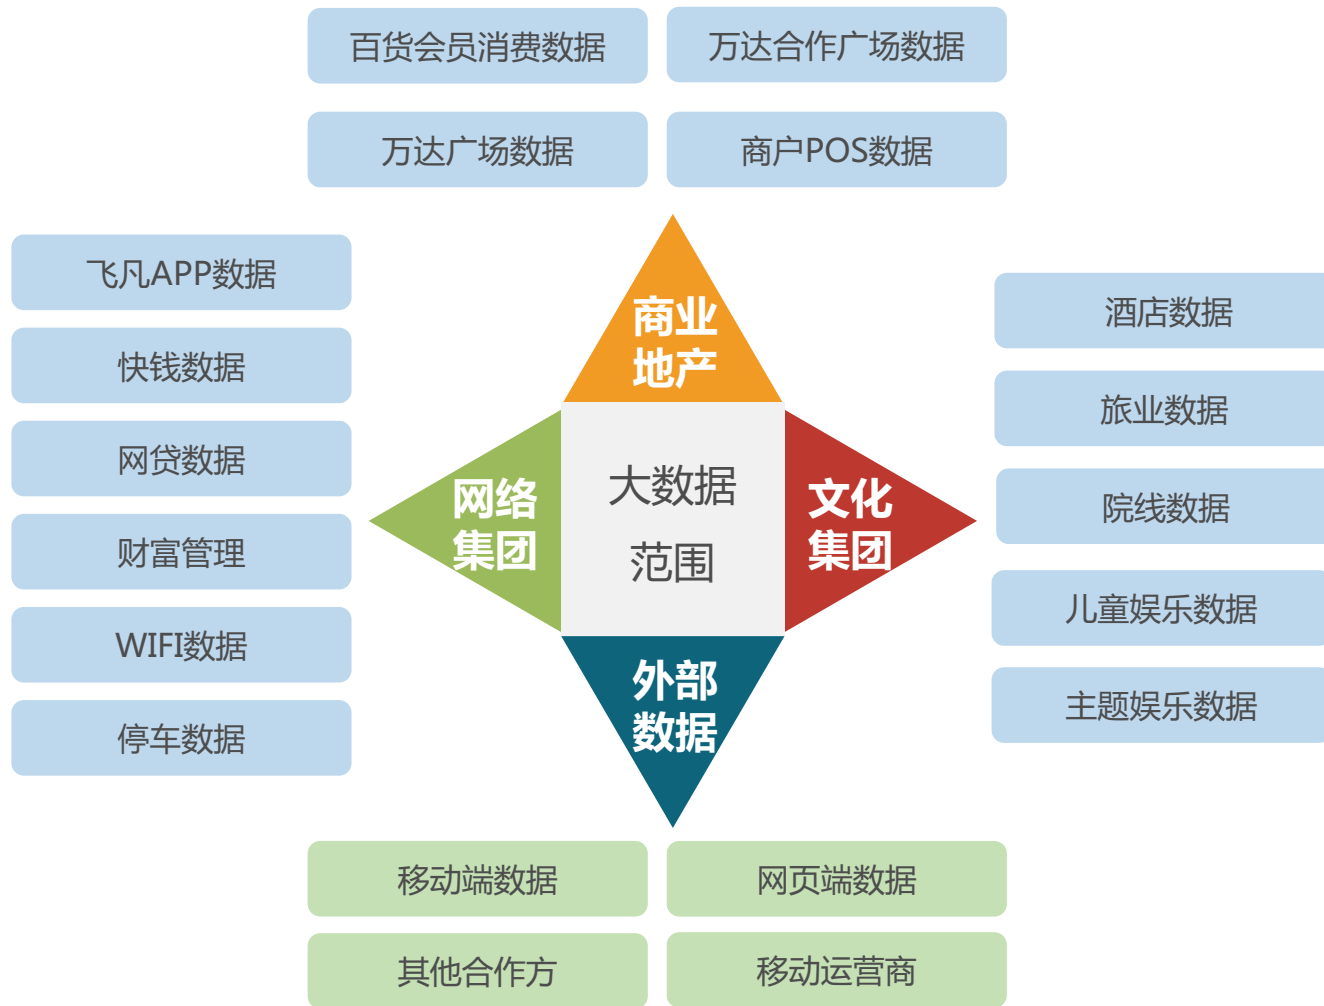 百货会员消费数据
万达合作广场数据
万达广场数据
商户POS数据
飞凡APP数据
快钱数据
网贷数据
财富管理
WIFI数据
停车数据
商业
地产
网络
集团
大数据
范围
文化
集团
外部
数据
酒店数据
旅业数据
院线数据
儿童娱乐数据
主题娱乐数据
移动端数据
网页端数据
其他合作方
移动运营商